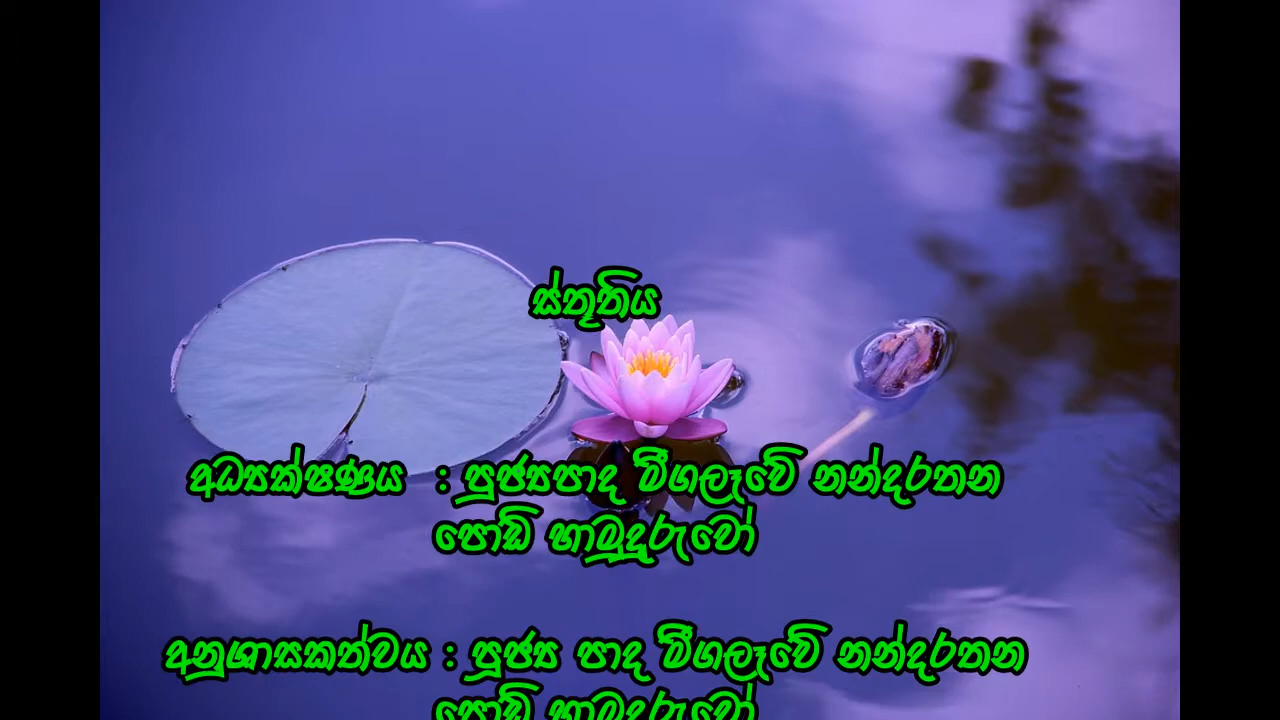 ස්තූතිය
අධ්‍යක්ෂණය : පූජ්‍යපාද මීගලෑවේ නන්දරතන
පොඩි හාමුදුරුවෝ
අනුශාසකත්වය : පූජ්‍ය පාද මීගලෑවේ නන්දරතන
පොඩි හාමුදුරුවෝ